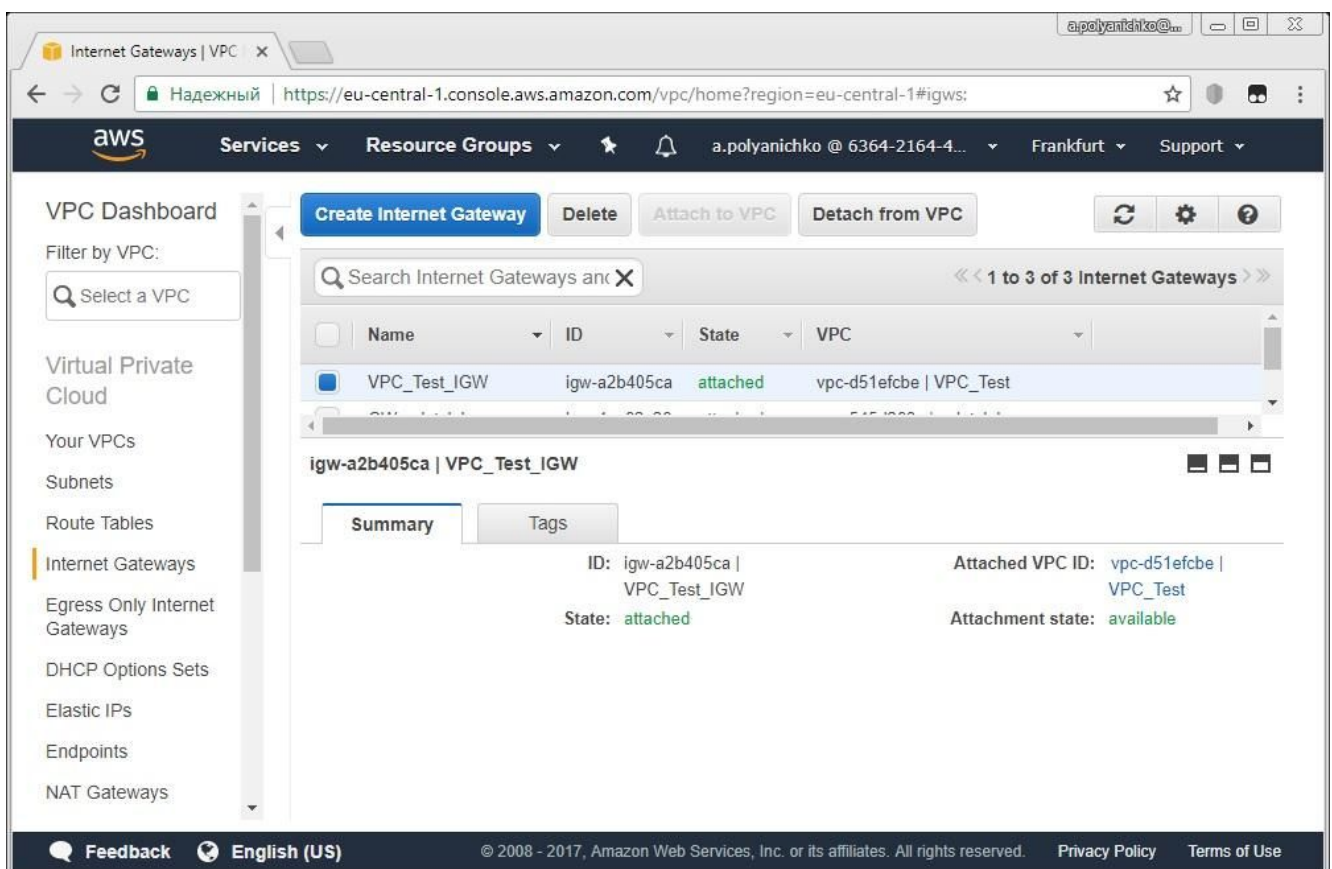 a.polyanichko@...
Internet Gateways | VPC
Надежный
https://eu-central-1.console.aws.amazon.com/vpc/home?region=eu-central-1#igws:
aws Services Resource Groups a.polyanichko @ 6364-2164-4... Frankfurt Support
VPC Dashboard
Filter by VPC:
Select a VPC
Virtual Private
Cloud
Your VPCs
Subnets
Route Tables
Internet Gateways
Egress Only Internet
Gateways
DHCP Options Sets
Elastic IPs
Endpoints
NAT Gateways
Create Internet Gateway Delete Attach to VPC Detach from VPC
Search Internet Gateways and
1 to 3 of 3 Internet Gateways
Name ID State VPC
VPC_Test_IGW igw-a2b405ca attached vpc-d51efcbe | VPC_Test
igw-a2b405ca | VPC_Test_IGW
Summary Tags
ID: igw-a2b405ca | Attached VPC ID: vpc-d51efcbe |
VPC_Test_IGW VPC_Test
State: attached Attachment state: available
Feedback English (US) © 2008 - 2017, Amazon Web Services, Inc. or its affiliates. All rights reserved. Privacy Policy Terms of Use